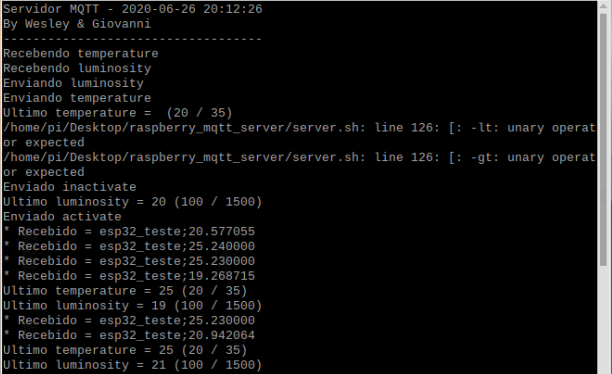 Servidor MQTT - 2020-06-26 20:12:26
By Wesley & Giovanni
-----------------------------------
Recebendo temperature
Recebendo luminosity
Enviando luminosity
Enviando temperature
Ultimo temperature =  (20 / 35)
/home/pi/Desktop/raspberry_mqtt_server/server.sh: line 126: [: -lt: unary operat
or expected
/home/pi/Desktop/raspberry_mqtt_server/server.sh: line 126: [: -gt: unary operat
or expected
Enviado inactivate
Ultimo luminosity = 20 (100 / 1500)
Enviado activate
* Recebido = esp32_teste;20.577055
* Recebido = esp32_teste;25.240000
* Recebido = esp32_teste;25.230000
* Recebido = esp32_teste;19.268715
Ultimo temperature = 25 (20 / 35)
Ultimo luminosity = 19 (100 / 1500)
* Recebido = esp32_teste;25.230000
* Recebido = esp32_teste;20.942064
Ultimo temperature = 25 (20 / 35)
Ultimo luminosity = 21 (100 / 1500)